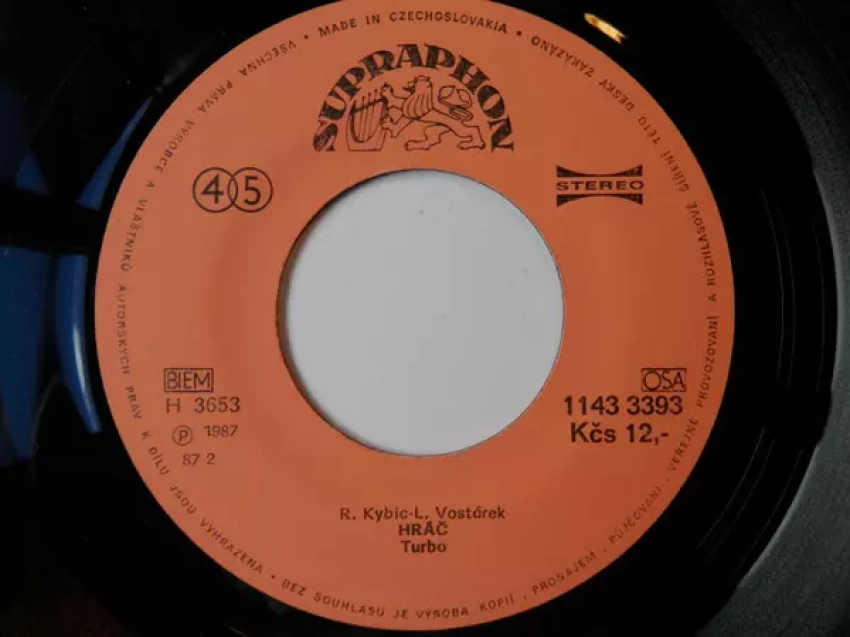 VŠECHNA PRÁVA VÝROBCE A VLASTNÍKŮ AUTORSKÝCH PRÁV K DÍLU JSOU VYHRAZENA • BEZ SOUHLASU JE VÝROBA KOPIÍ • PRONÁJEM • PŮJČOVÁNÍ • VEŘEJNÉ PROVOZOVÁNÍ A ROZHLASOVÉ ŠÍŘENÍ TÉTO DESKY ZAKÁZÁNO • MADE IN CZECHOSLOVAKIA •
SUPRAPHON
45
STEREO
BIEM
H 3653
Ⓟ 1987
87 2
OSA
1143 3393
Kčs 12,-
R. Kybic-L. Vostárek
HRÁČ
Turbo